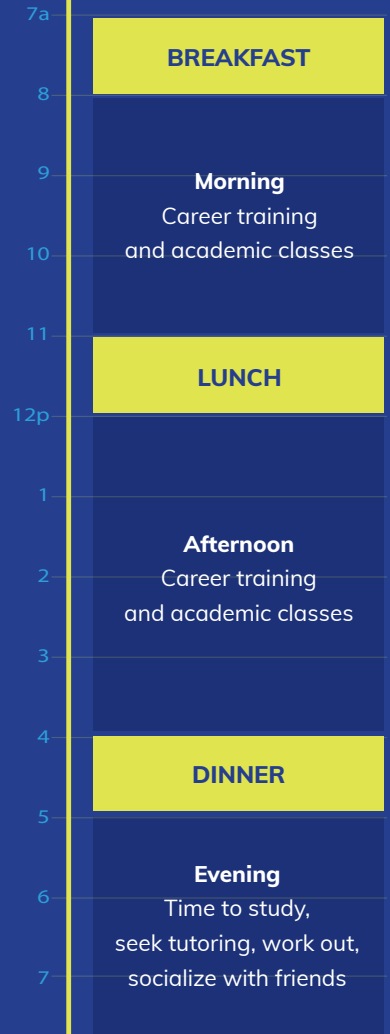 7a
BREAKFAST
8
9
Morning
Career training
10
and academic classes
11
LUNCH
12p
1
Afternoon
2
Career training
and academic classes
3
4
DINNER
5
Evening
6
Time to study,
seek tutoring, work out,
7
socialize with friends